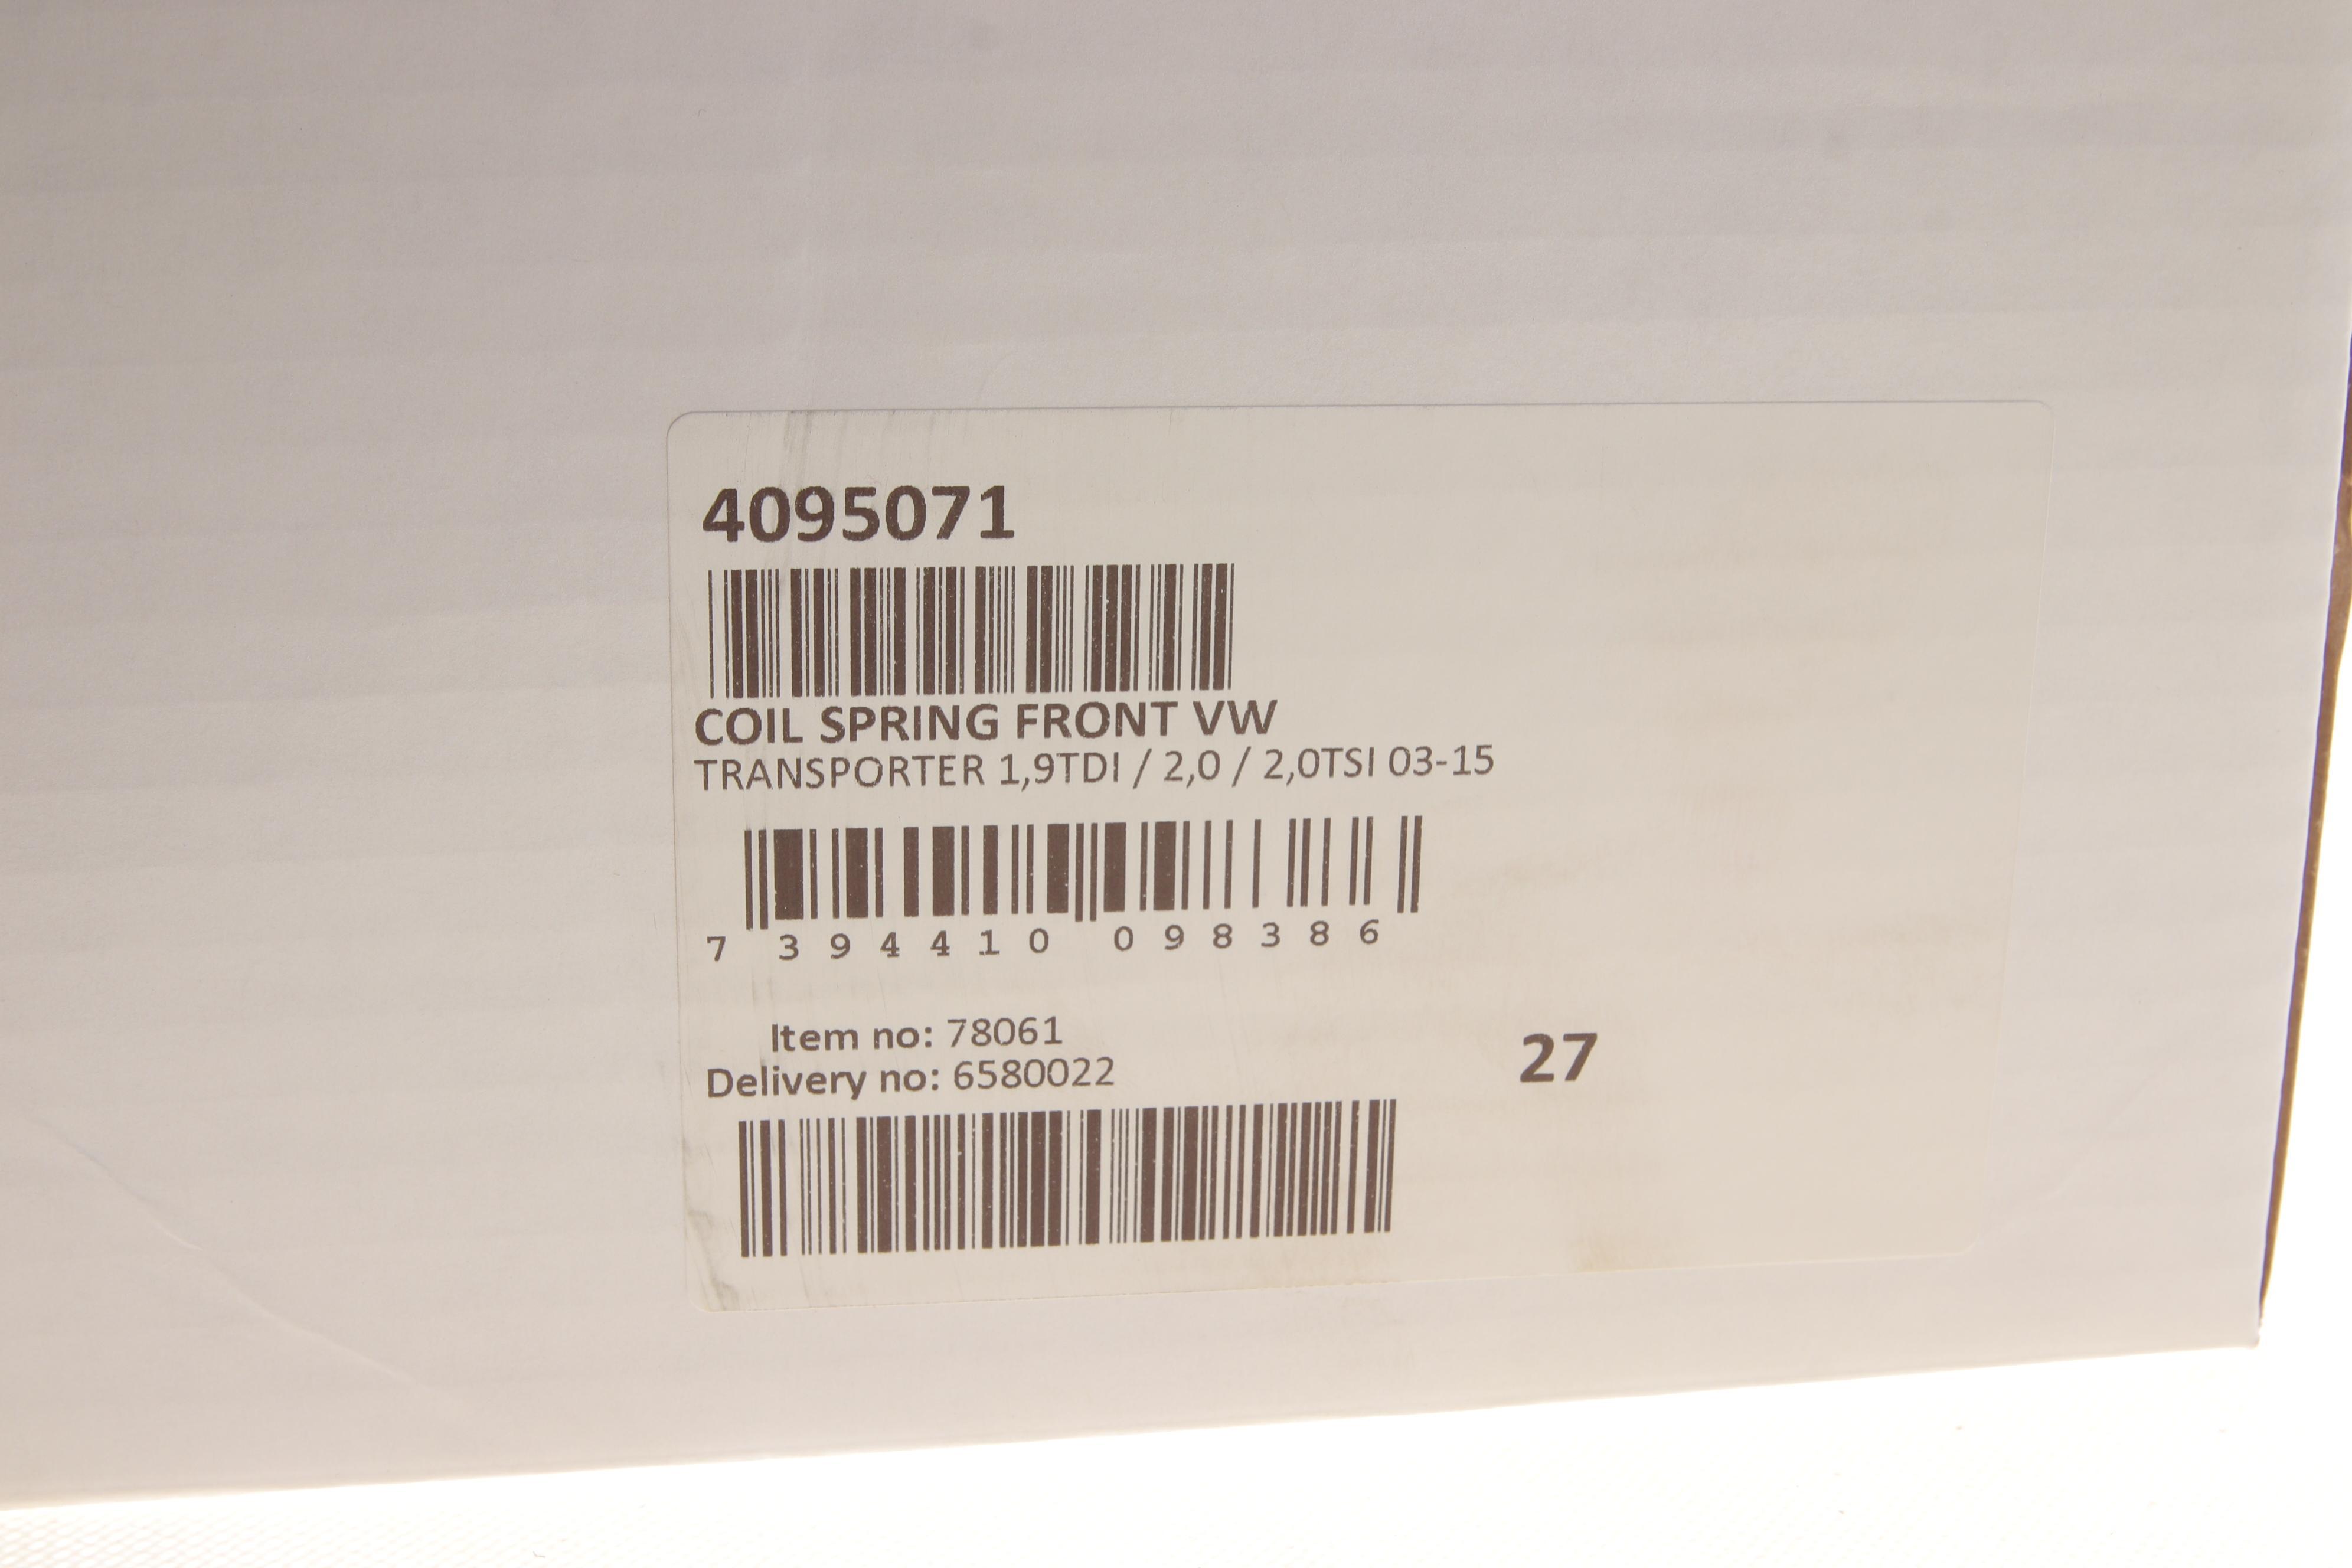 4095071
COIL SPRING FRONT VW
TRANSPORTER 1,9TDI / 2,0 / 2,0TSI 03-15
7 394410 098386
Item no: 78061
Delivery no: 6580022
27